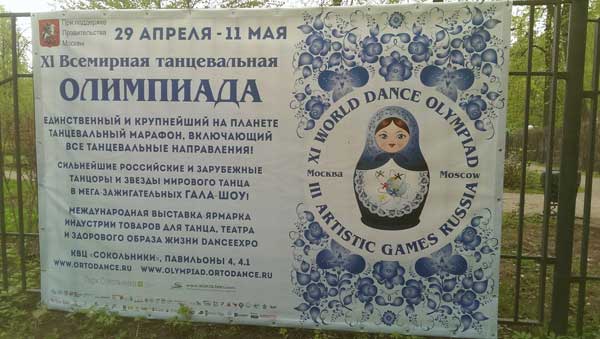 При поддержке
Правительства
Москвы
29 АПРЕЛЯ - 11 МАЯ
XI Всемирная танцевальная
ОЛИМПИАДА
ЕДИНСТВЕННЫЙ И КРУПНЕЙШИЙ НА ПЛАНЕТЕ
ТАНЦЕВАЛЬНЫЙ МАРАФОН, ВКЛЮЧАЮЩИЙ
ВСЕ ТАНЦЕВАЛЬНЫЕ НАПРАВЛЕНИЯ!
СИЛЬНЕЙШИЕ РОССИЙСКИЕ И ЗАРУБЕЖНЫЕ
ТАНЦОРЫ И ЗВЕЗДЫ МИРОВОГО ТАНЦА
В МЕГА ЗАЖИГАТЕЛЬНЫХ ГАЛА-ШОУ!
МЕЖДУНАРОДНАЯ ВЫСТАВКА ЯРМАРКА
ИНДУСТРИИ ТОВАРОВ ДЛЯ ТАНЦА, ТЕАТРА
И ЗДОРОВОГО ОБРАЗА ЖИЗНИ DANCEEXPO
КВЦ «СОКОЛЬНИКИ», ПАВИЛЬОНЫ 4, 4.1
WWW.ORTODANCE.RU WWW.OLYMPIAD.ORTODANCE.RU
XI WORLD DANCE OLYMPIAD
Москва Moscow
III ARTISTIC GAMES RUSSIA